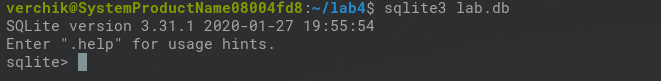 verchik@SystemProductName08004fd8:~/lab4$ sqlite3 lab.db
SQLite version 3.31.1 2020-01-27 19:55:54
Enter ".help" for usage hints.
sqlite>